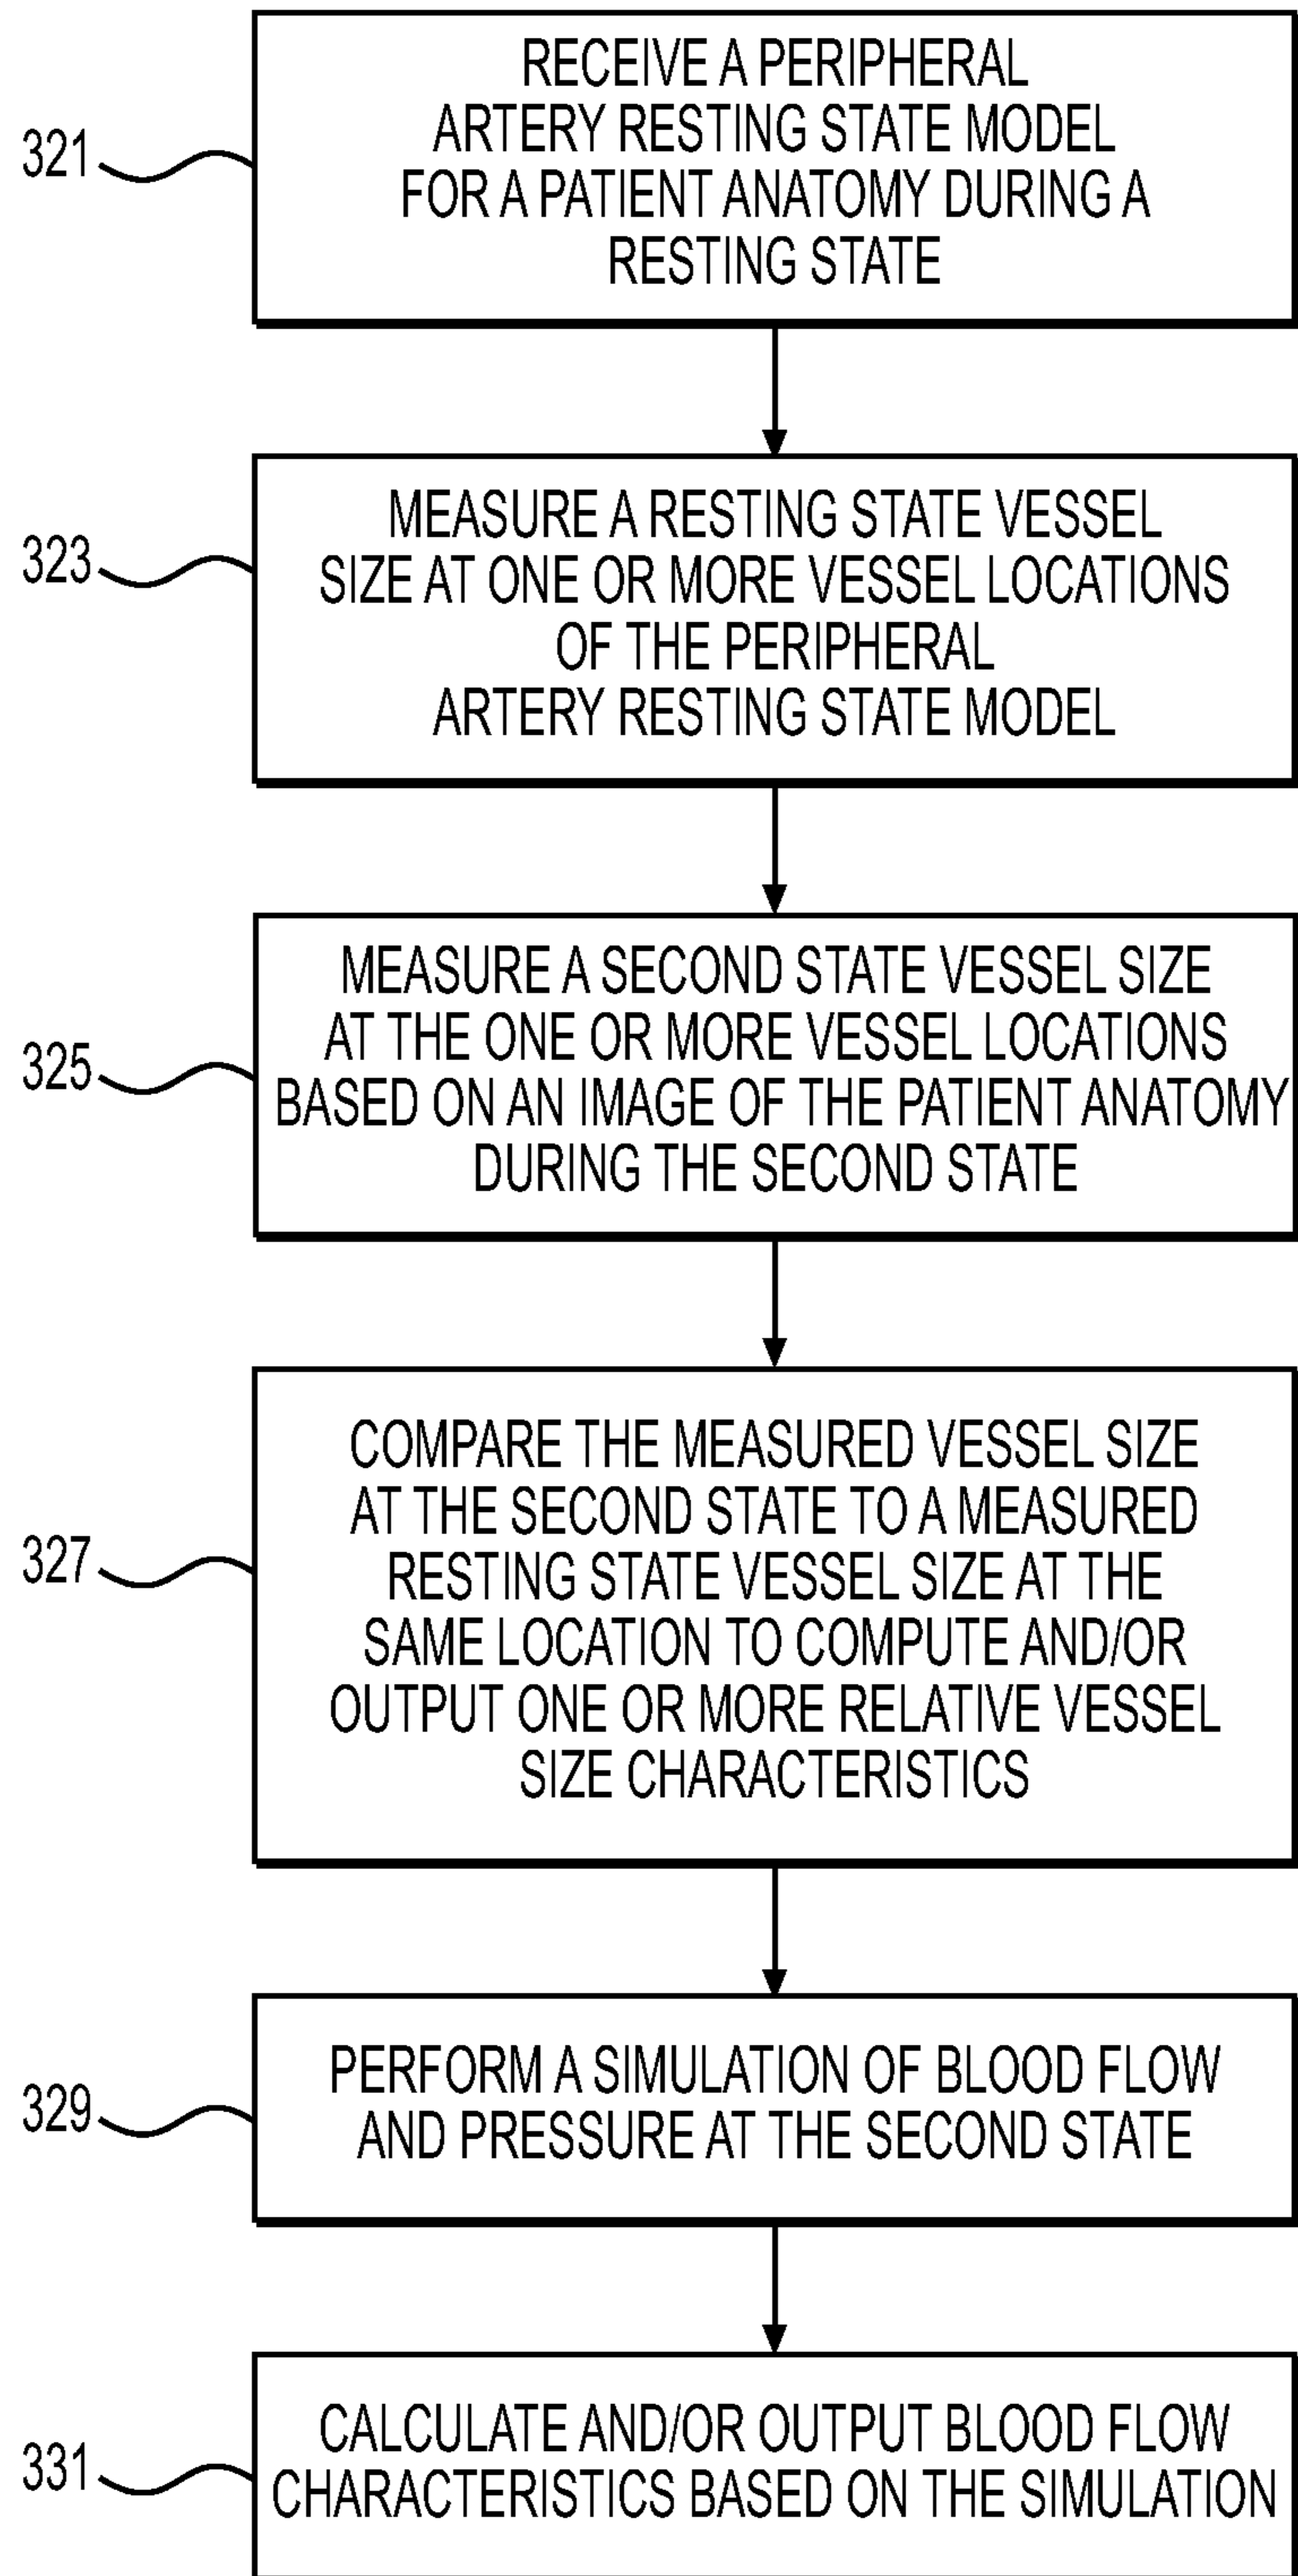 RECEIVE A PERIPHERAL
ARTERY RESTING STATE MODEL
FOR A PATIENT ANATOMY DURING A
RESTING STATE
321
MEASURE A RESTING STATE VESSEL
SIZE AT ONE OR MORE VESSEL LOCATIONS
OF THE PERIPHERAL
ARTERY RESTING STATE MODEL
323
MEASURE A SECOND STATE VESSEL SIZE
AT THE ONE OR MORE VESSEL LOCATIONS
BASED ON AN IMAGE OF THE PATIENT ANATOMY
DURING THE SECOND STATE
325
COMPARE THE MEASURED VESSEL SIZE
AT THE SECOND STATE TO A MEASURED
RESTING STATE VESSEL SIZE AT THE
SAME LOCATION TO COMPUTE AND/OR
OUTPUT ONE OR MORE RELATIVE VESSEL
SIZE CHARACTERISTICS
327
PERFORM A SIMULATION OF BLOOD FLOW
AND PRESSURE AT THE SECOND STATE
329
CALCULATE AND/OR OUTPUT BLOOD FLOW
CHARACTERISTICS BASED ON THE SIMULATION
331